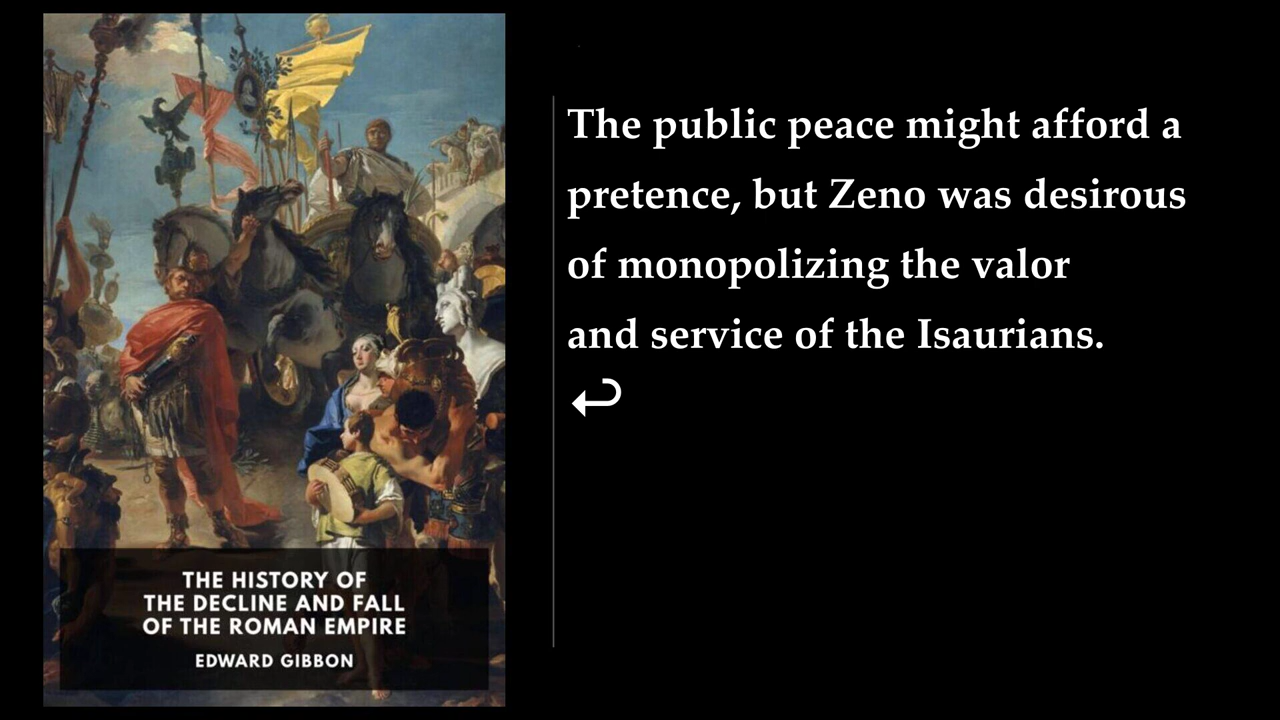 THE HISTORY OF
THE DECLINE AND FALL
OF THE ROMAN EMPIRE
EDWARD GIBBON
The public peace might afford a
pretence, but Zeno was desirous
of monopolizing the valor
and service of the Isaurians.
↩